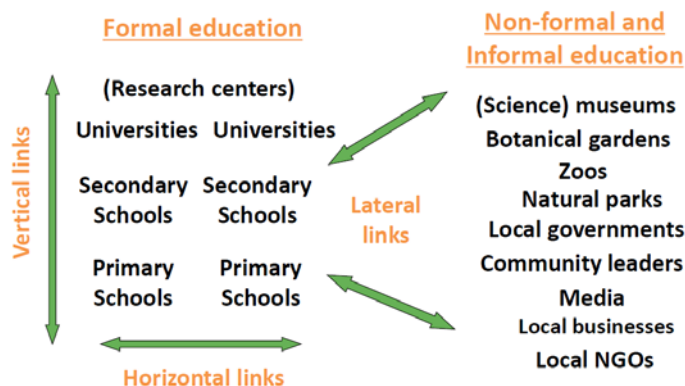 Formal education
(Research centers)
Universities Universities
Secondary Secondary
Schools Schools
Primary Primary
Schools Schools
Vertical links
Horizontal links
Lateral
links
Non-formal and
Informal education
(Science) museums
Botanical gardens
Zoos
Natural parks
Local governments
Community leaders
Media
Local businesses
Local NGOs